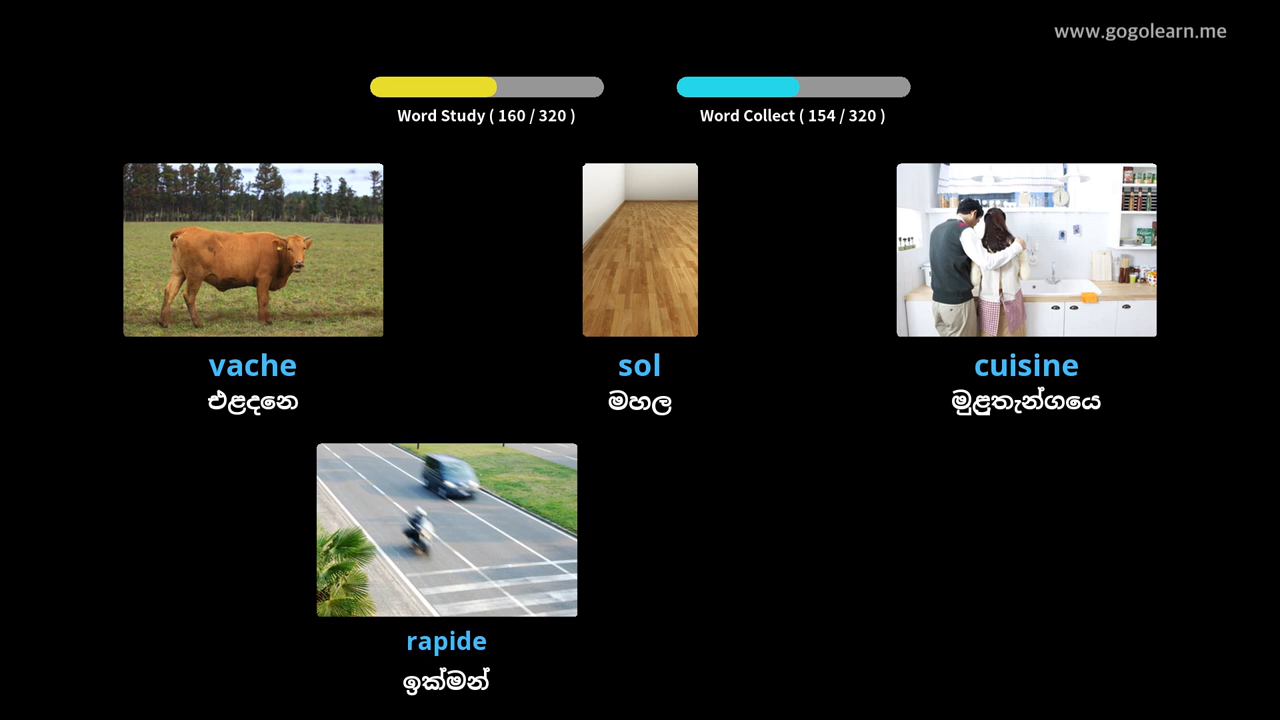 www.gogolearn.me
Word Study ( 160 / 320 )
Word Collect ( 154 / 320 )
vache
sol
cuisine
එළදනෙ
මහල
මුළුතැන්ගයෙ
rapide
ඉක්මන්